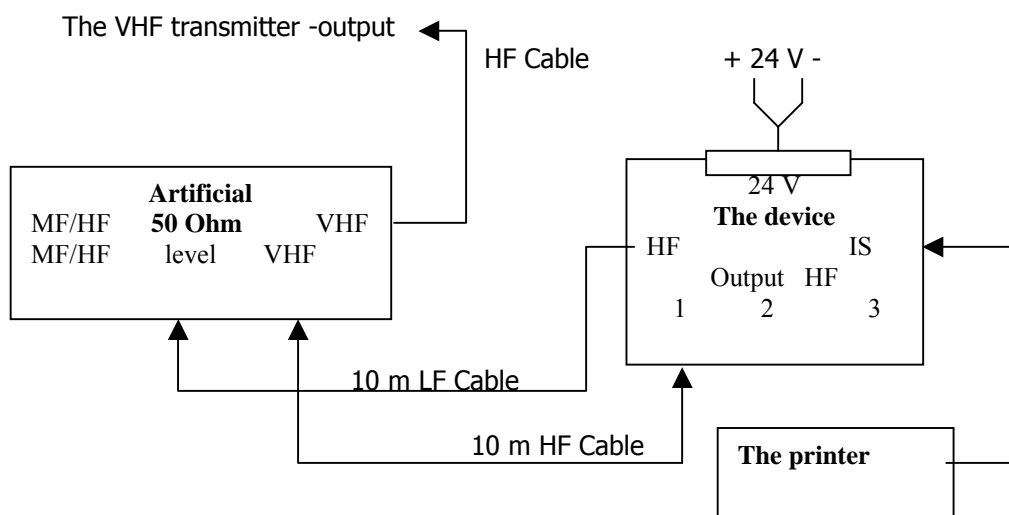 The VHF transmitter -output
HF Cable
+ 24 V -
Artificial
MF/HF 50 Ohm VHF
MF/HF level VHF
24 V
The device
HF IS
Output HF
1 2 3
10 m LF Cable
10 m HF Cable
The printer